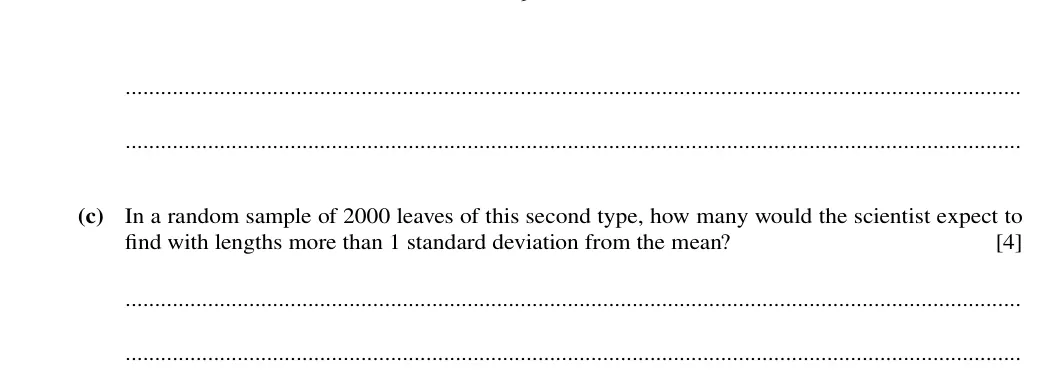 ................................................................................................................................................
................................................................................................................................................
(c) In a random sample of 2000 leaves of this second type, how many would the scientist expect to
find with lengths more than 1 standard deviation from the mean? [4]
................................................................................................................................................
................................................................................................................................................